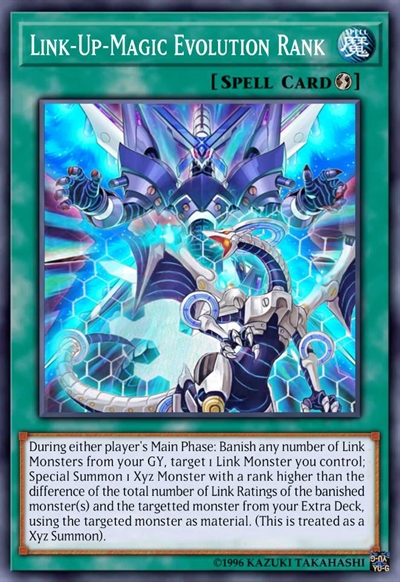 Link-Up-Magic Evolution Rank
魔
[Spell Card]
During either player's Main Phase: Banish any number of Link
Monsters from your GY, target 1 Link Monster you control;
Special Summon 1 Xyz Monster with a rank higher than the
difference of the total number of Link Ratings of the banished
monster(s) and the targetted monster from your Extra Deck,
using the targeted monster as material. (This is treated as a
Xyz Summon).
©1996 KAZUKI TAKAHASHI